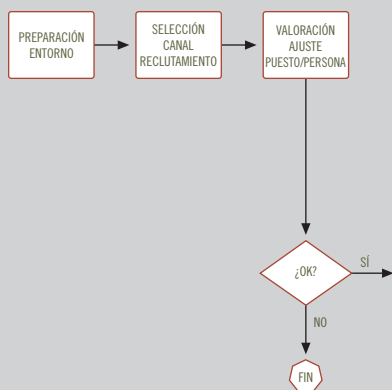 PREPARACIÓN
ENTORNO
SELECCIÓN
CANAL
RECLUTAMIENTO
VALORACIÓN
AJUSTE
PUESTO/PERSONA
¿OK?
SÍ
NO
FIN